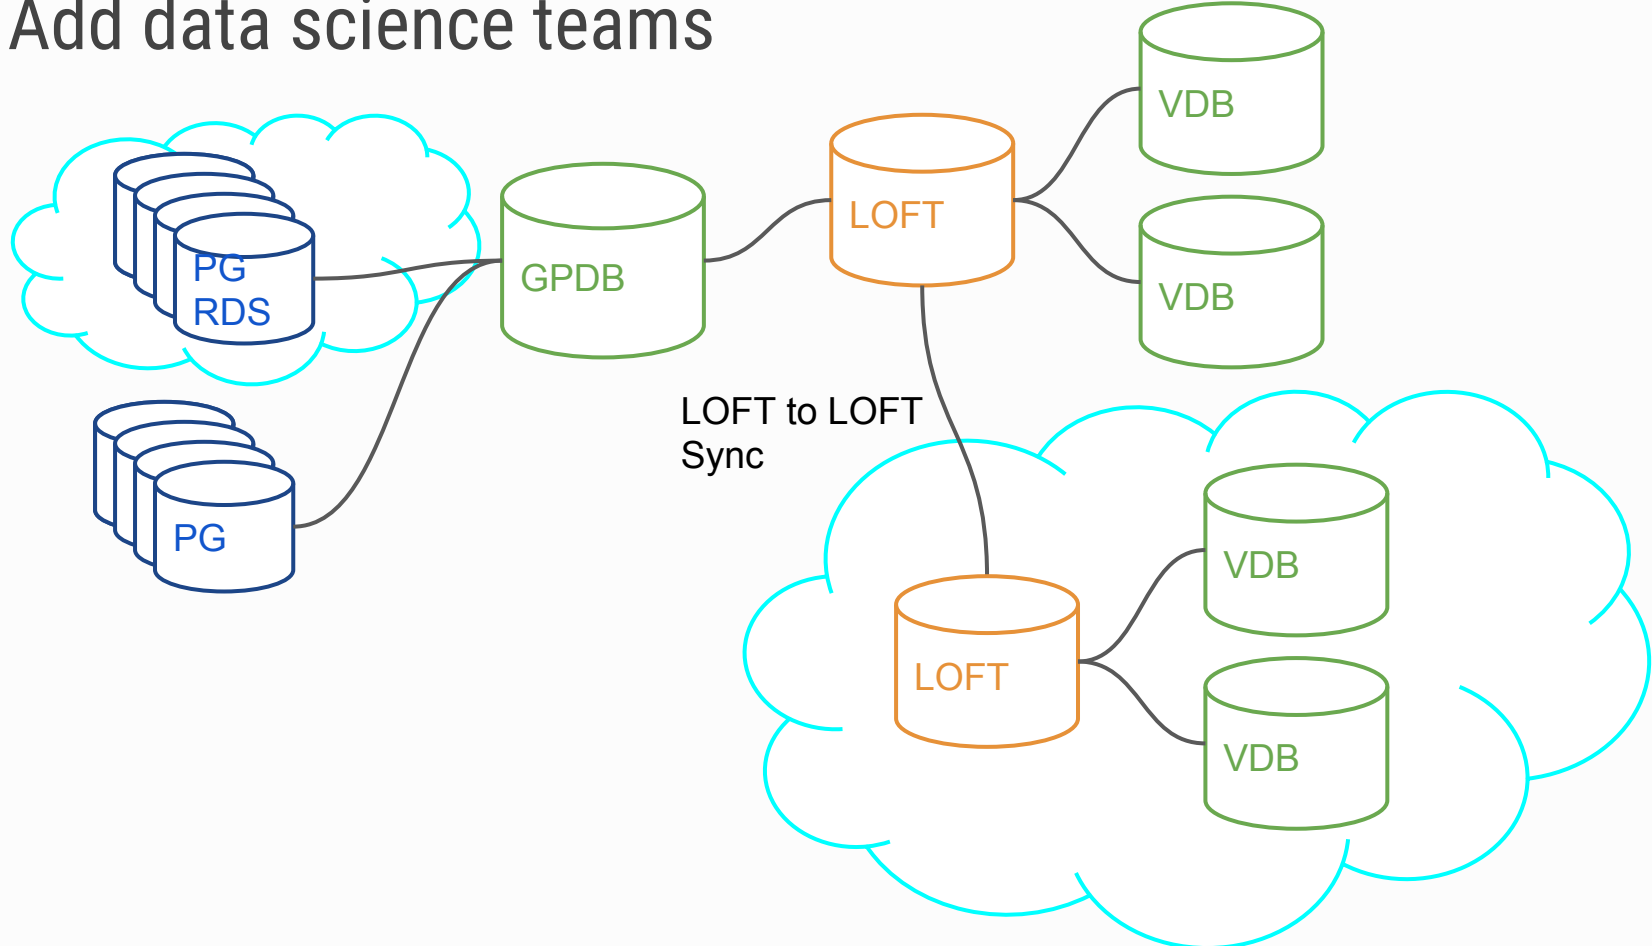 Add data science teams
VDB
LOFT
PG
RDS
GPDB
VDB
LOFT to LOFT
Sync
PG
VDB
LOFT
VDB